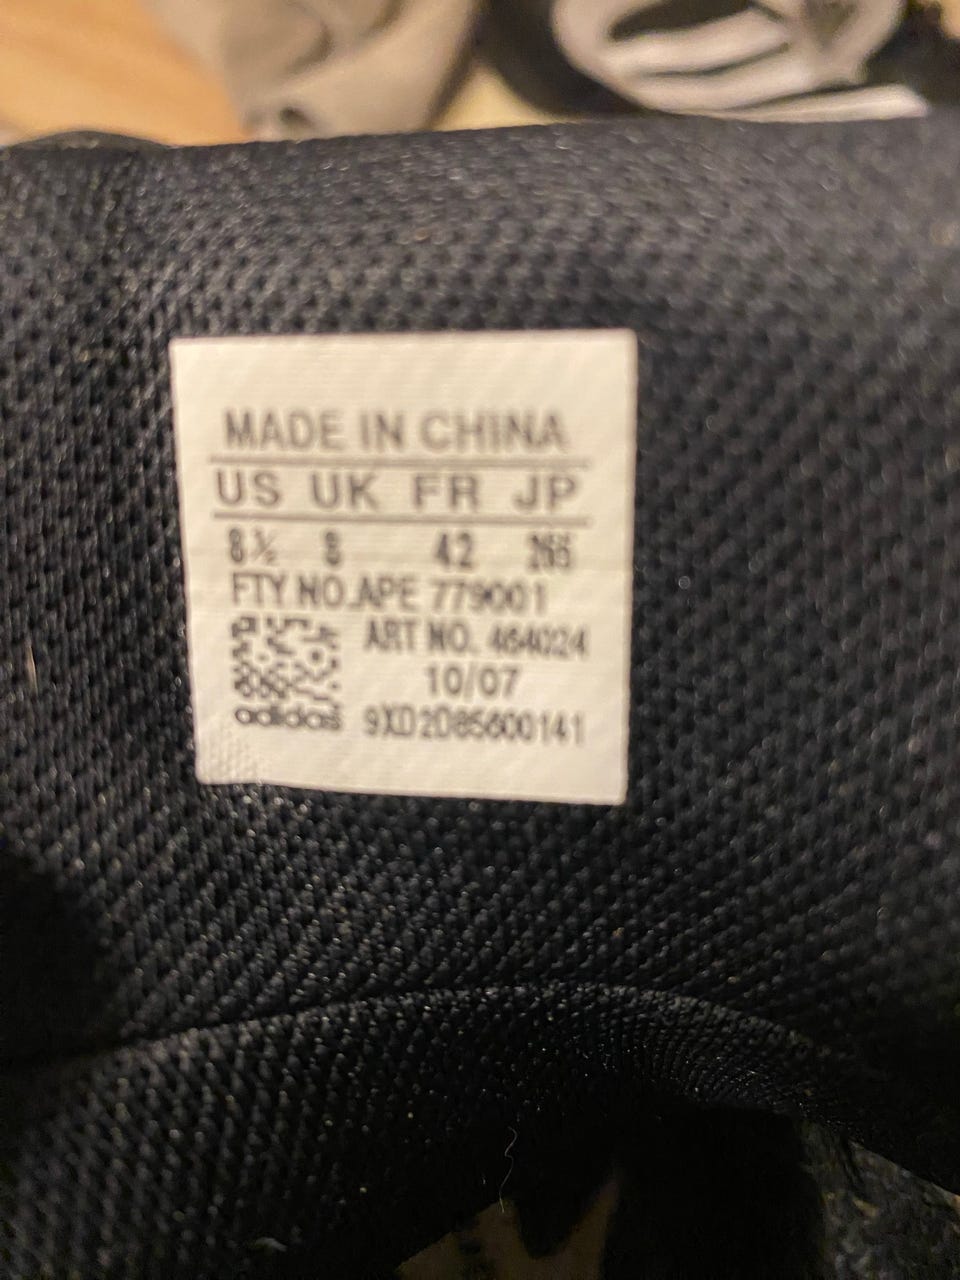 MADE IN CHINA
US UK FR JP
8½ 8 42 265
FTY NO.APE 779001
ART NO. 464024
10/07
adidas 9XD2D85600141